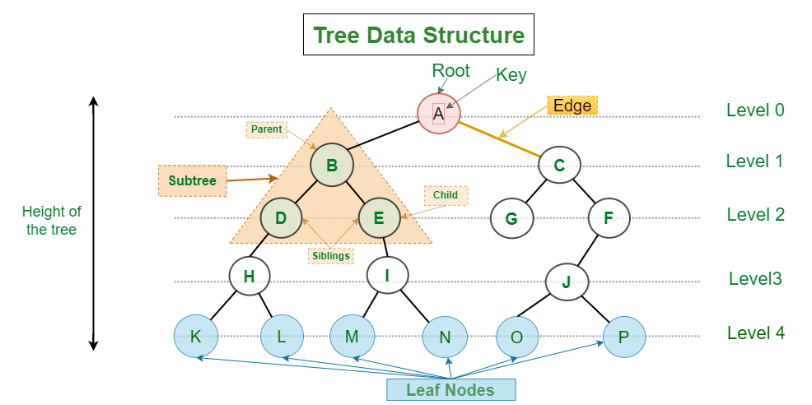 Tree Data Structure
Root
Key
A
Edge
Level 0
Parent
B
C
Level 1
Subtree
Child
Height of
the tree
D
E
G
F
Level 2
Siblings
H
I
J
Level3
K
L
M
N
O
P
Level 4
Leaf Nodes